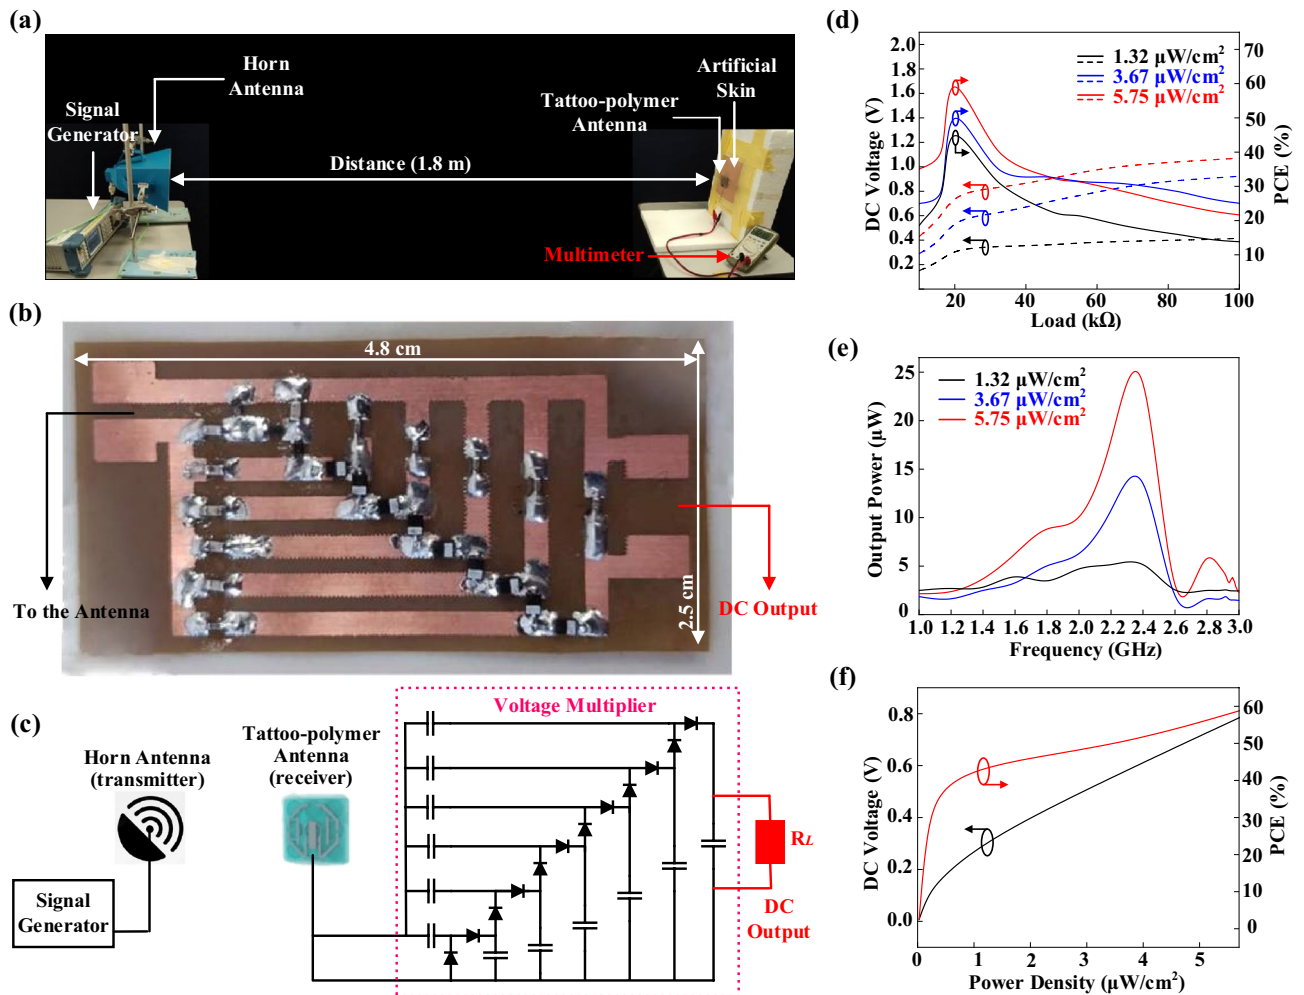 (a)
Horn
Antenna
Signal
Generator
Distance (1.8 m)
Artificial
Skin
Tattoo-polymer
Antenna
Multimeter
(b)
4.8 cm
2.5 cm
To the Antenna
DC Output
(c)
Horn Antenna
(transmitter)
Signal
Generator
Tattoo-polymer
Antenna
(receiver)
Voltage Multiplier
RL
DC
Output
(d)
DC Voltage (V)
2.0
1.8
1.6
1.4
1.2
1.0
0.8
0.6
0.4
0.2
1.32 µW/cm2
3.67 µW/cm2
5.75 µW/cm2
70
60
50
40
30
20
10
PCE (%)
20 40 60 80 100
Load (kΩ)
(e)
Output Power (µW)
25
20
15
10
5
0
1.32 µW/cm2
3.67 µW/cm2
5.75 µW/cm2
1.0 1.2 1.4 1.6 1.8 2.0 2.2 2.4 2.6 2.8 3.0
Frequency (GHz)
(f)
DC Voltage (V)
0.8
0.6
0.4
0.2
0.0
60
50
40
30
20
10
0
PCE (%)
0 1 2 3 4 5
Power Density (µW/cm2)